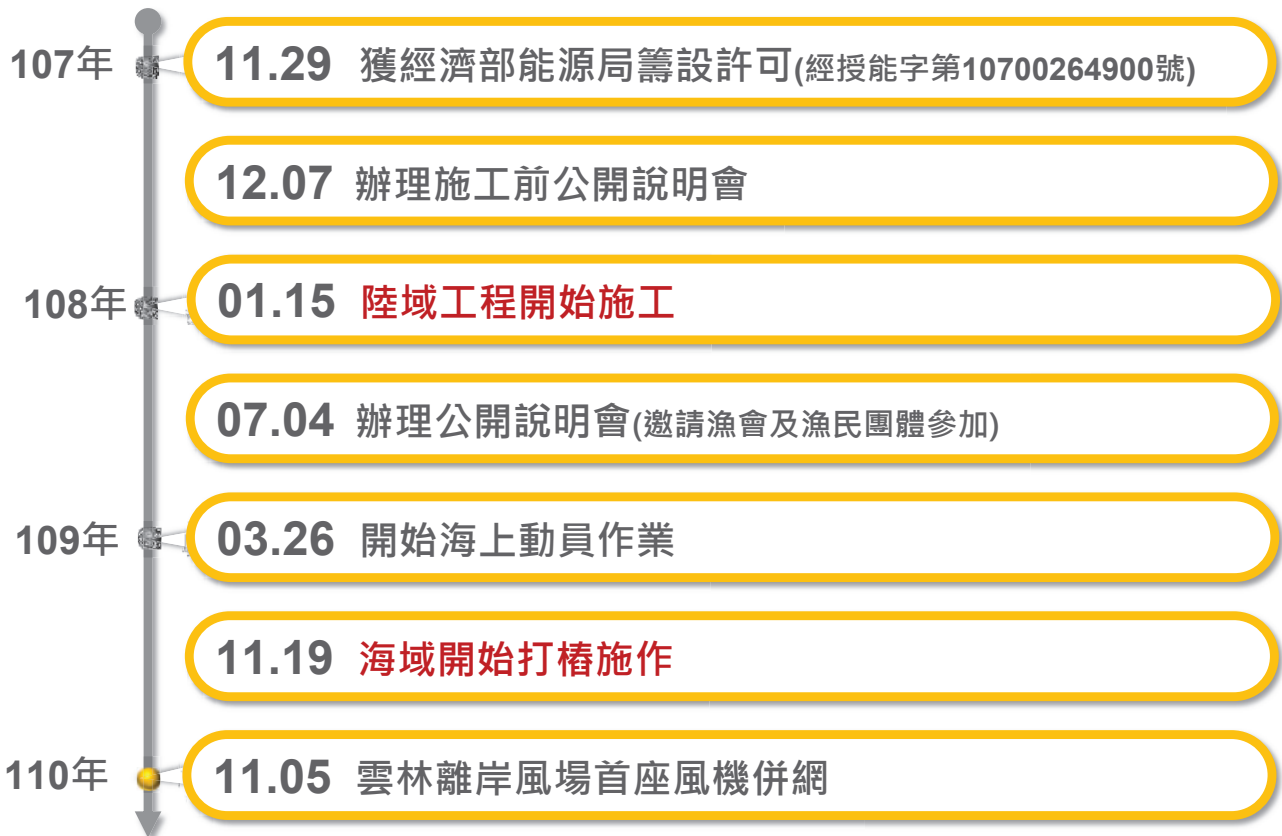 107年 11.29 獲經濟部能源局籌設許可(經授能字第10700264900號)
12.07 辦理施工前公開說明會
108年 01.15 陸域工程開始施工
07.04 辦理公開說明會(邀請漁會及漁民團體參加)
109年 03.26 開始海上動員作業
11.19 海域開始打樁施作
110年 11.05 雲林離岸風場首座風機併網